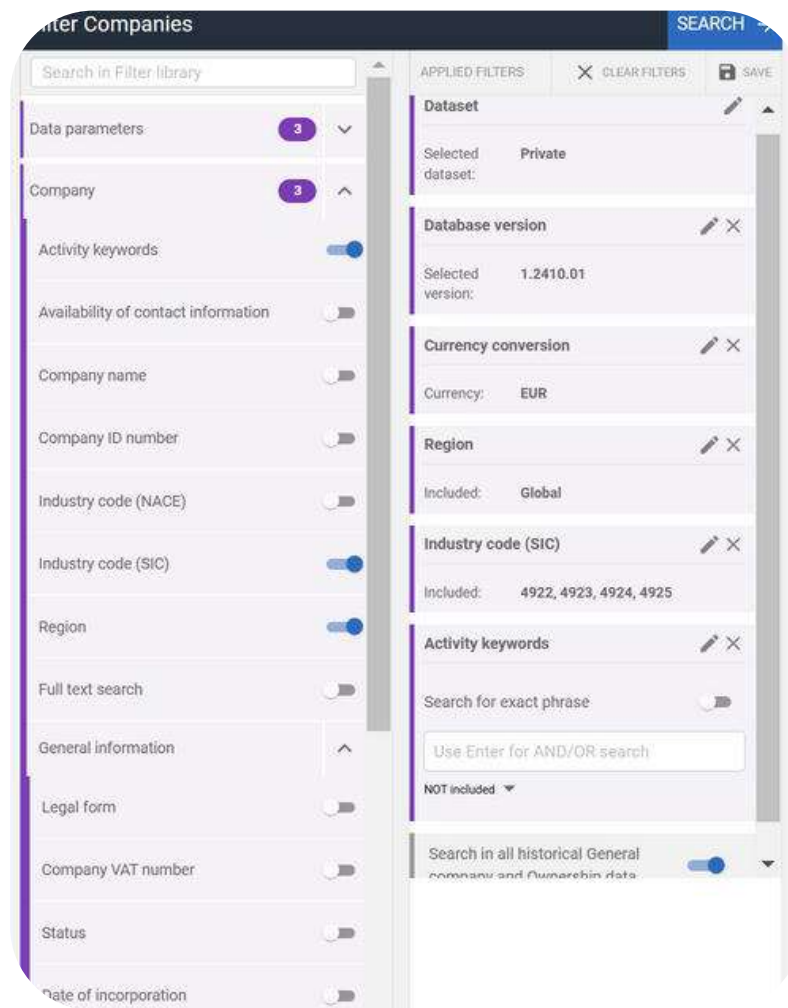 Filter Companies
SEARCH →
Search in Filter library
Data parameters 3
Company 3
Activity keywords
Availability of contact information
Company name
Company ID number
Industry code (NACE)
Industry code (SIC)
Region
Full text search
General information
Legal form
Company VAT number
Status
Date of incorporation
APPLIED FILTERS
CLEAR FILTERS
SAVE
Dataset
Selected dataset: Private
Database version
Selected version: 1.2410.01
Currency conversion
Currency: EUR
Region
Included: Global
Industry code (SIC)
Included: 4922, 4923, 4924, 4925
Activity keywords
Search for exact phrase
Use Enter for AND/OR search
NOT included
Search in all historical General
company and Ownership data